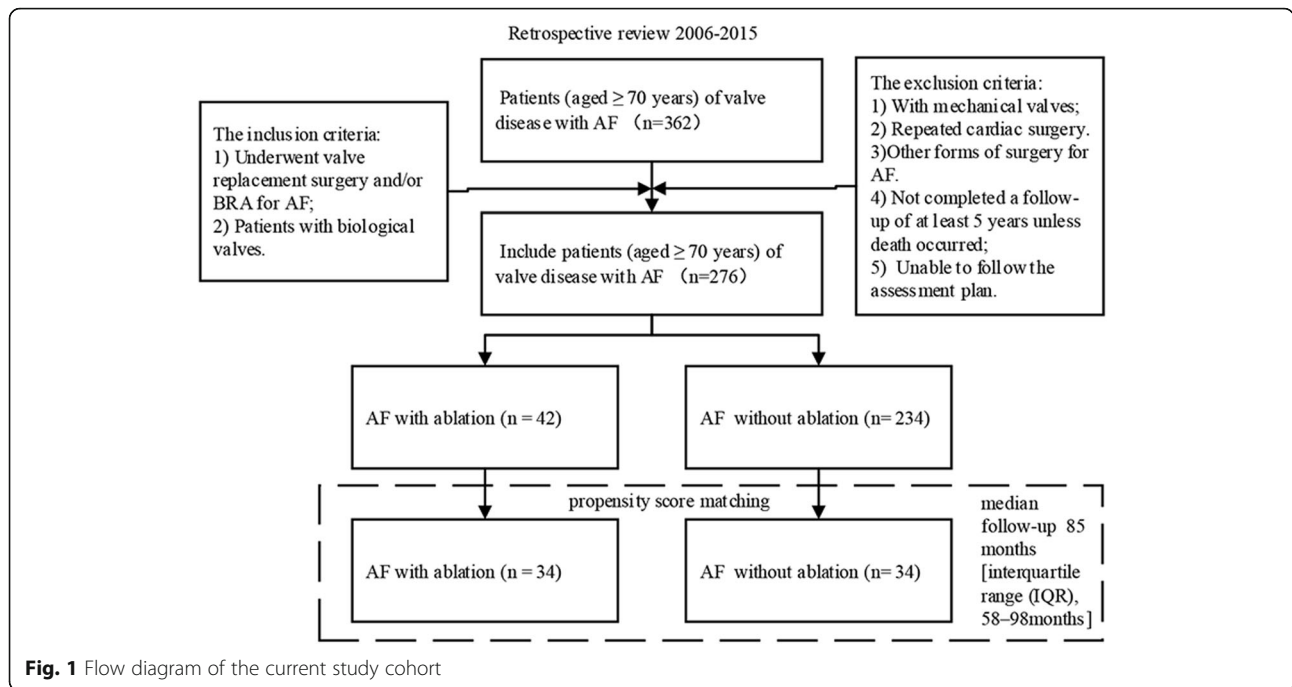 Retrospective review 2006-2015
Patients (aged ≥ 70 years) of valve
disease with AF （n=362）
The inclusion criteria:
1) Underwent valve
replacement surgery and/or
BRA for AF;
2) Patients with biological
valves.
The exclusion criteria:
1) With mechanical valves;
2) Repeated cardiac surgery.
3)Other forms of surgery for
AF.
4) Not completed a follow-
up of at least 5 years unless
death occurred;
5) Unable to follow the
assessment plan.
Include patients (aged ≥ 70 years) of
valve disease with AF （n=276）
AF with ablation (n = 42)
AF without ablation (n= 234)
propensity score matching
AF with ablation (n = 34)
AF without ablation (n= 34)
median
follow-up 85
months
[interquartile
range (IQR),
58–98months]
Fig. 1 Flow diagram of the current study cohort